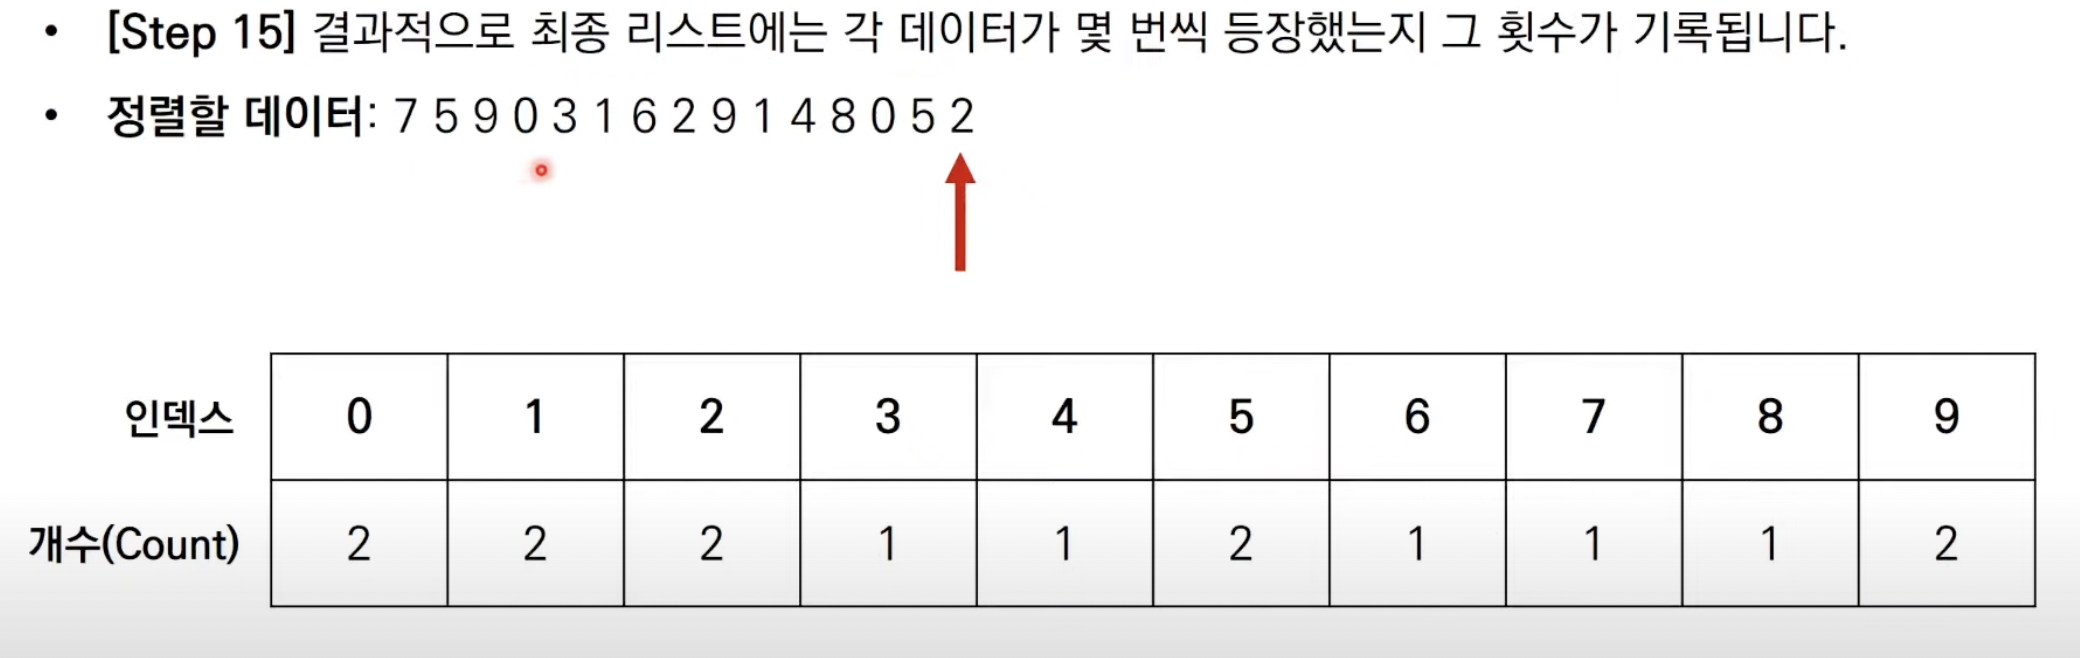 • [Step 15] 결과적으로 최종 리스트에는 각 데이터가 몇 번씩 등장했는지 그 횟수가 기록됩니다.
• 정렬할 데이터: 7 5 9 0 3 1 6 2 9 1 4 8 0 5 2
인덱스 0 1 2 3 4 5 6 7 8 9
개수(Count) 2 2 2 1 1 2 1 1 1 2